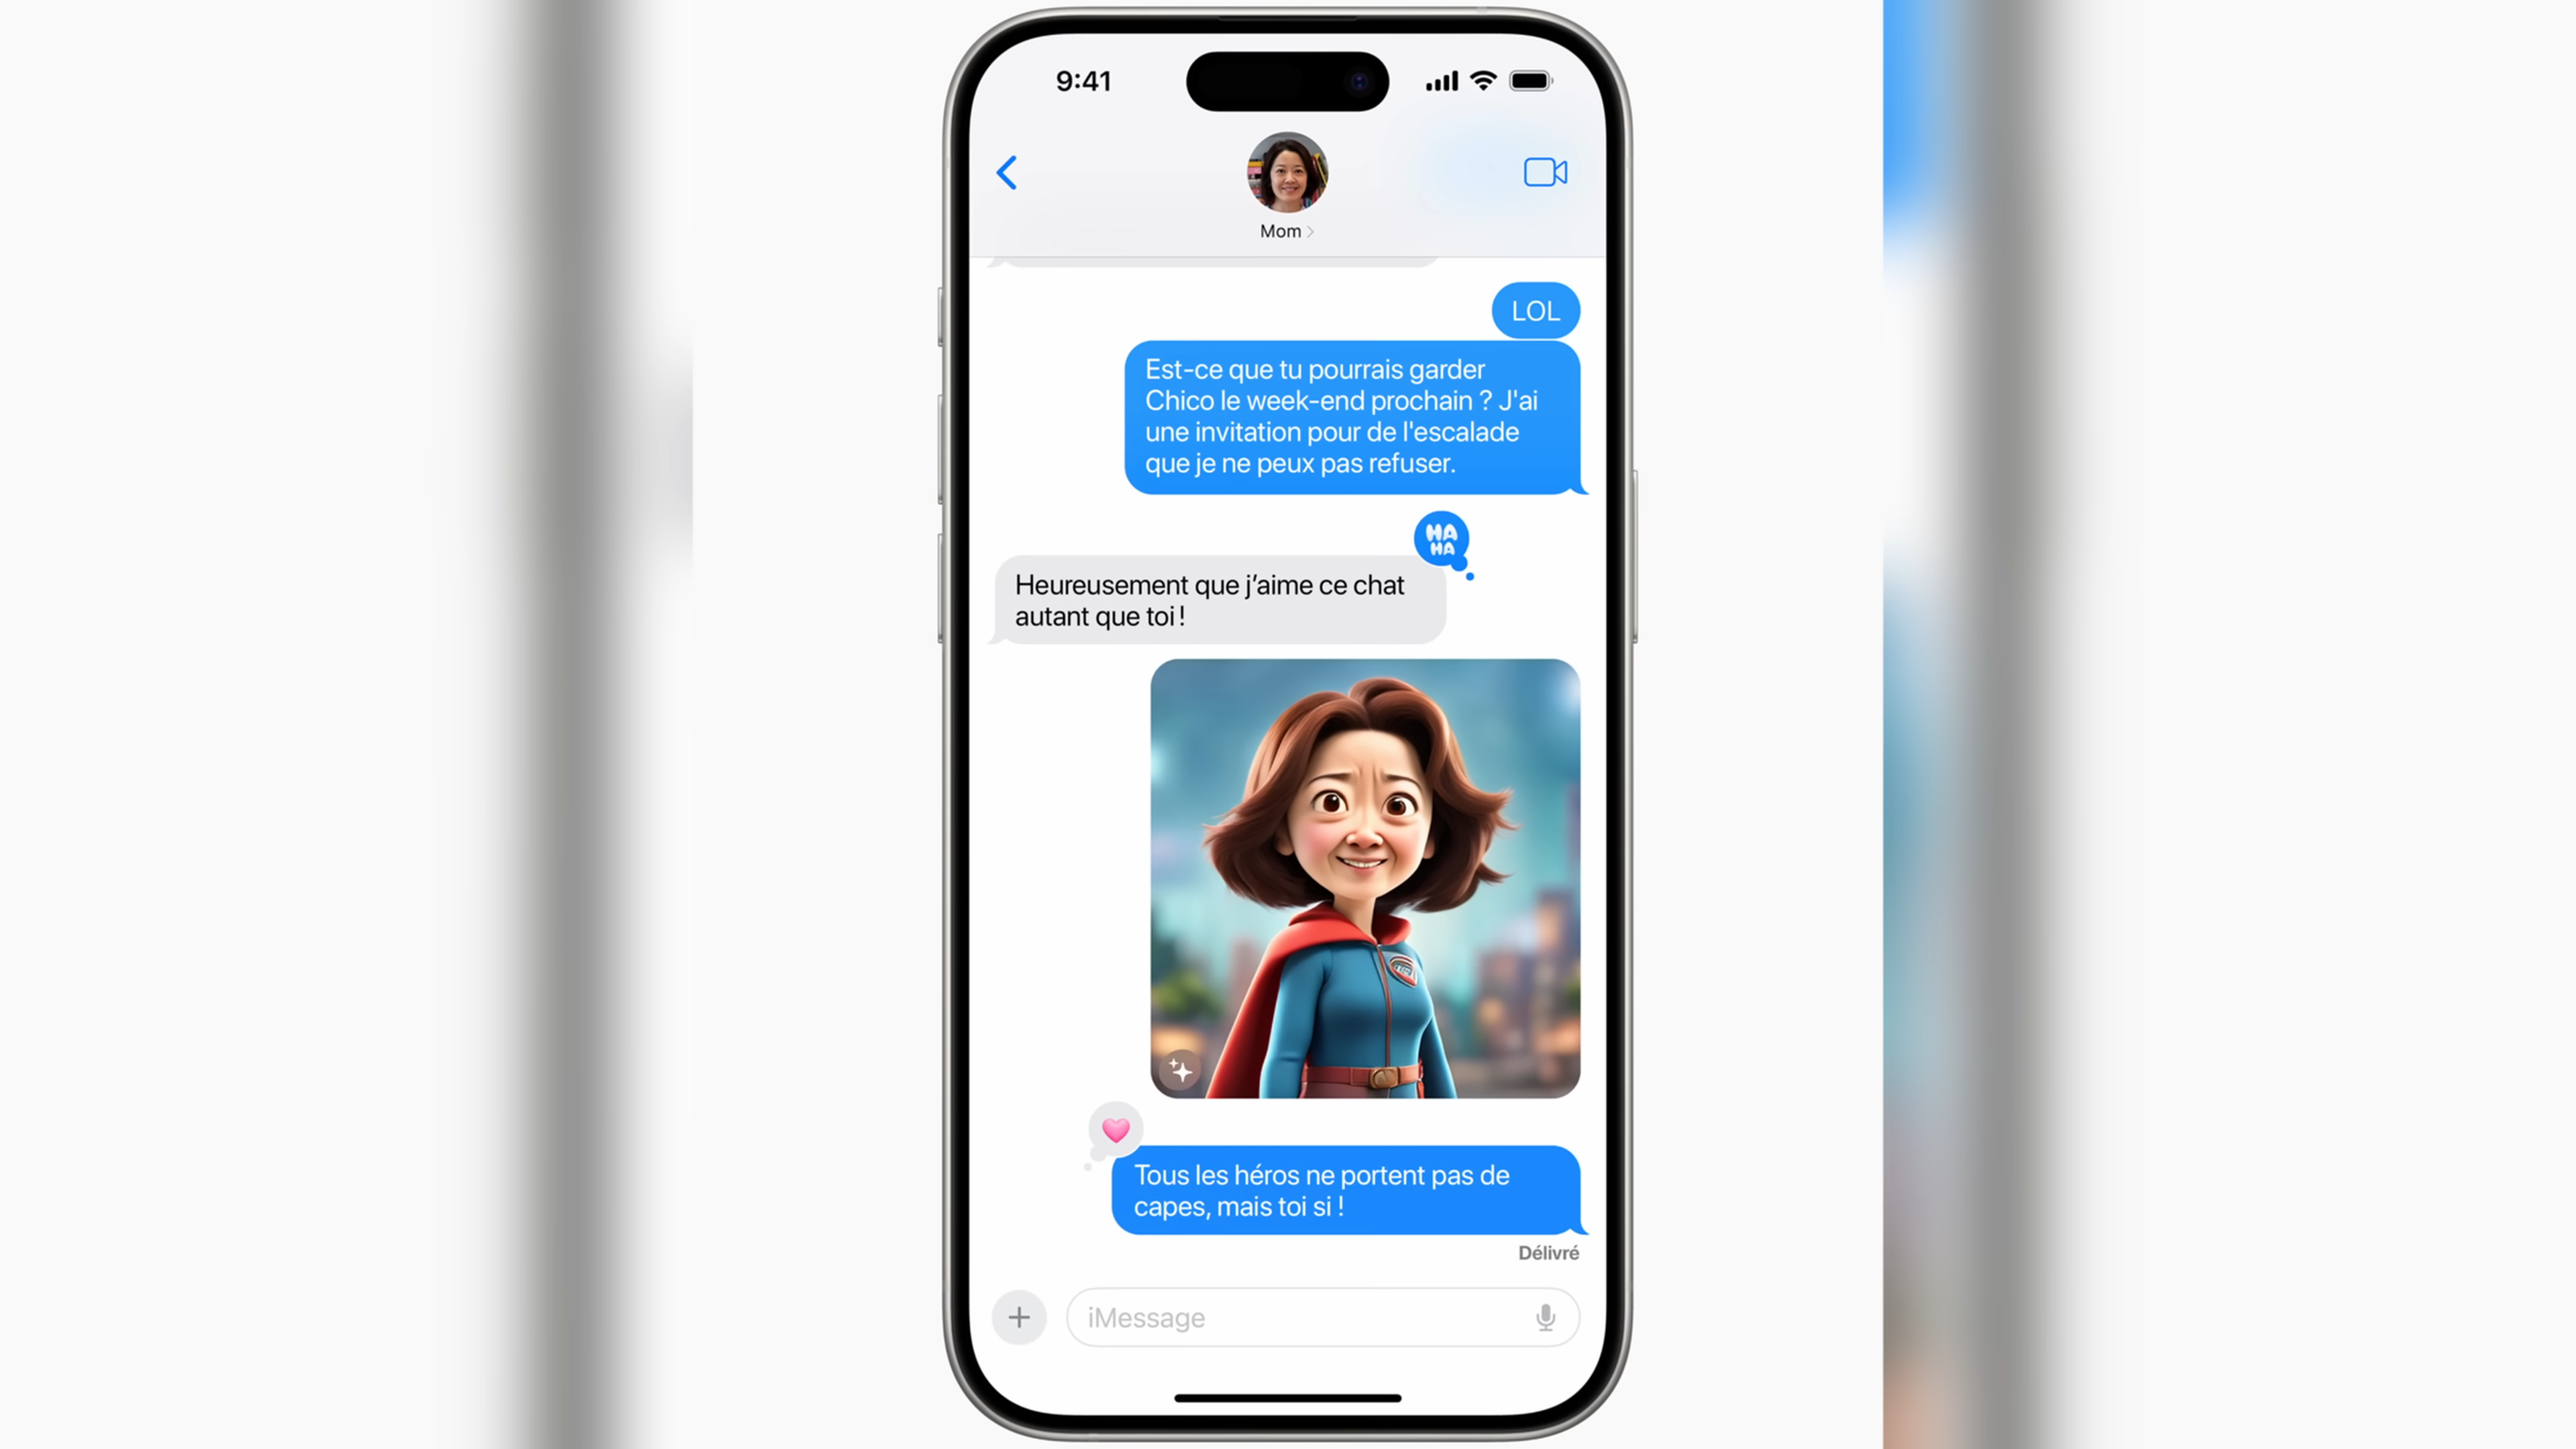 9:41
Mom
LOL
Est-ce que tu pourrais garder
Chico le week-end prochain ? J'ai
une invitation pour de l'escalade
que je ne peux pas refuser.
HA
HA
Heureusement que j’aime ce chat
autant que toi !
Tous les héros ne portent pas de
capes, mais toi si !
Délivré
iMessage